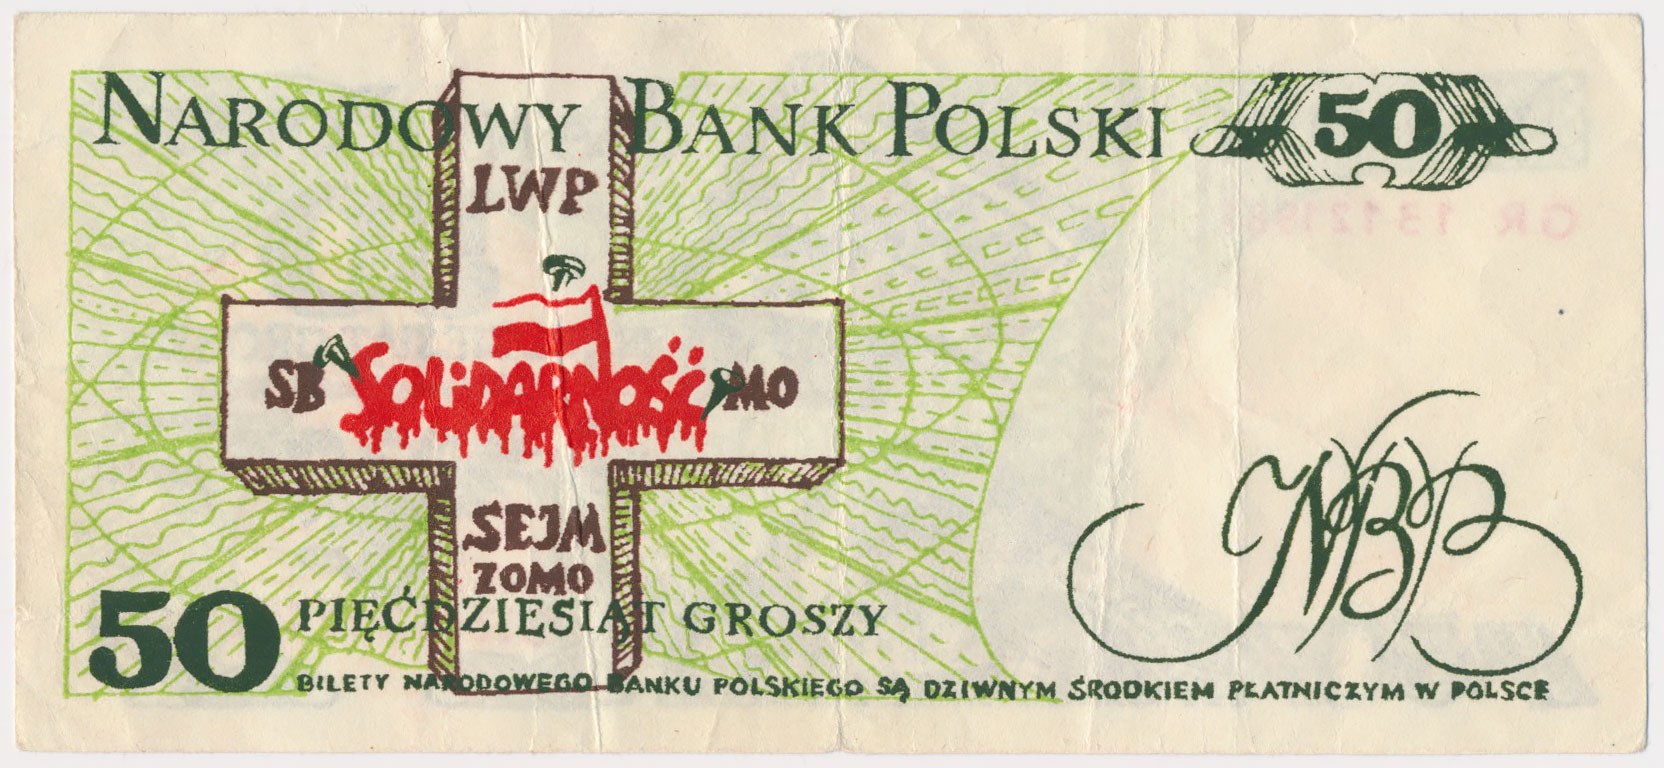 NARODOWY BANK POLSKI
50
LWP
SB SOLIDARNOŚĆ MO
SEJM
ZOMO
50 PIĘĆDZIESIĄT GROSZY
NBP
BILETY NARODOWEGO BANKU POLSKIEGO SĄ DZIWNYM ŚRODKIEM PŁATNICZYM W POLSCE